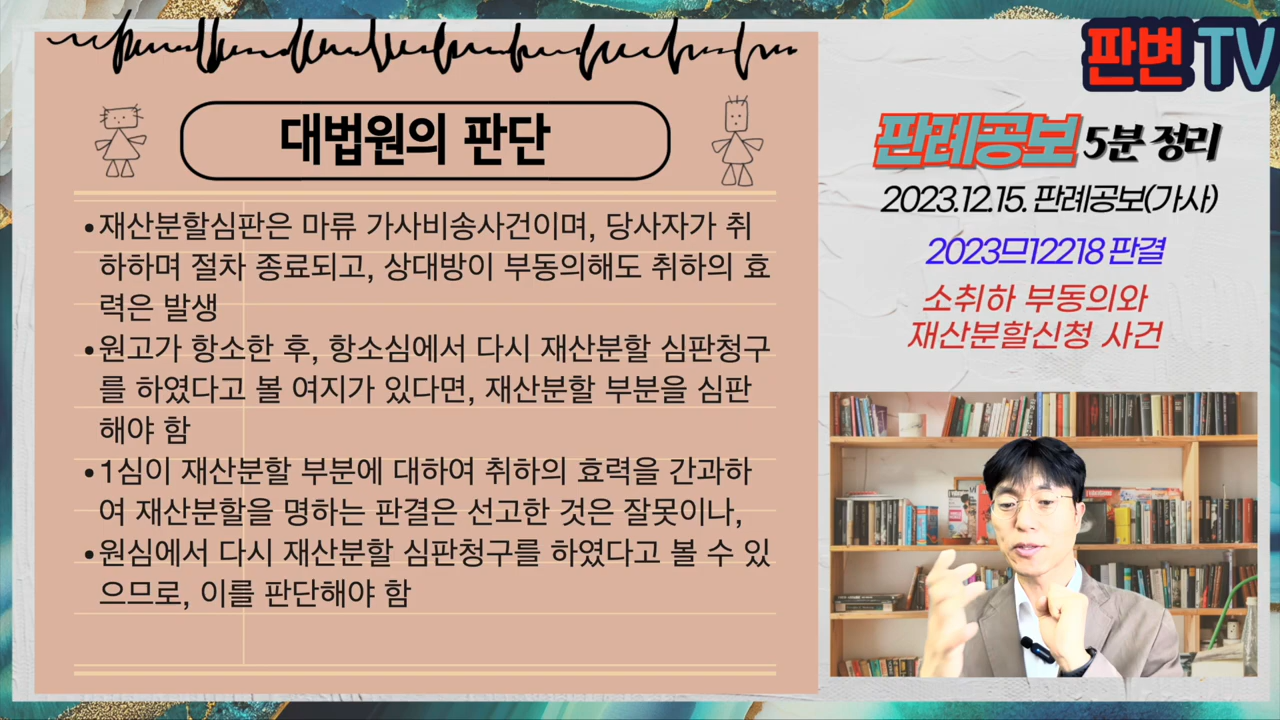 대법원의 판단
•재산분할심판은 마류 가사비송사건이며, 당사자가 취
하하며 절차 종료되고, 상대방이 부동의해도 취하의 효
력은 발생
•원고가 항소한 후, 항소심에서 다시 재산분할 심판청구
를 하였다고 볼 여지가 있다면, 재산분할 부분을 심판
해야 함
•1심이 재산분할 부분에 대하여 취하의 효력을 간과하
여 재산분할을 명하는 판결은 선고한 것은 잘못이나,
•원심에서 다시 재산분할 심판청구를 하였다고 볼 수 있
으므로, 이를 판단해야 함
판변 TV
판례공보 5분 정리
2023.12.15. 판례공보(가사)
2023므12218 판결
소취하 부동의와
재산분할신청 사건